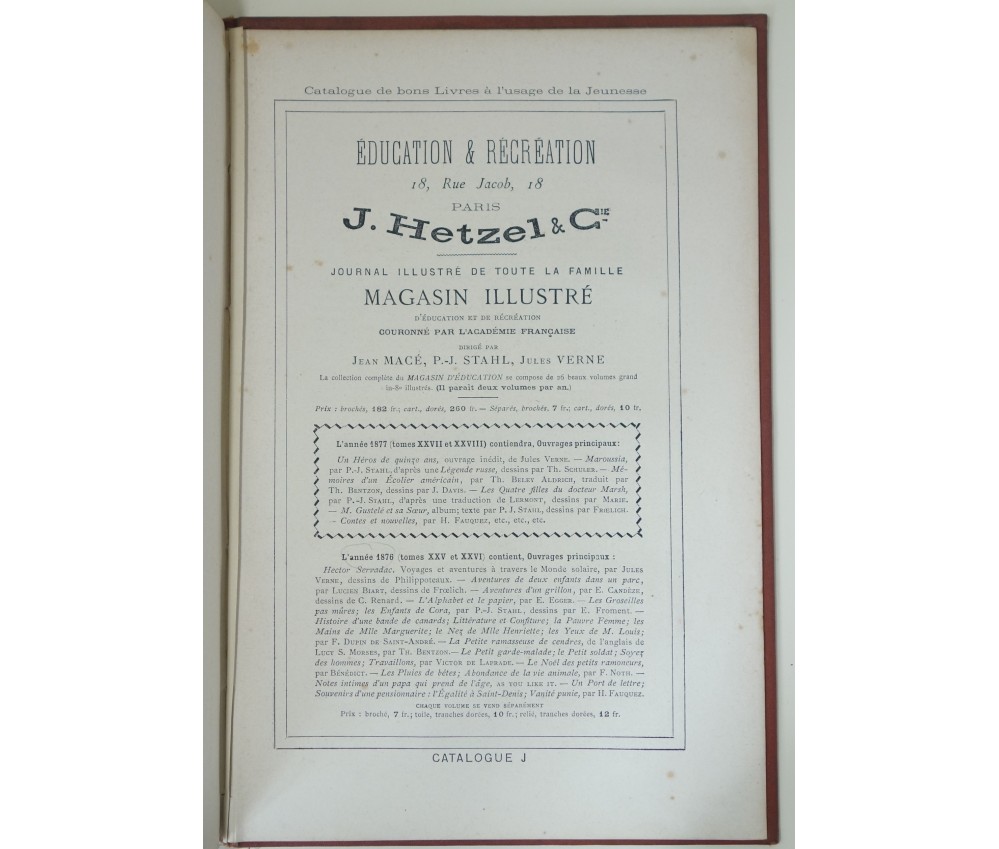 Catalogue de bons Livres à l'usage de la Jeunesse
ÉDUCATION & RÉCRÉATION
18, Rue Jacob, 18
PARIS
J. Hetzel & CIE
JOURNAL ILLUSTRÉ DE TOUTE LA FAMILLE
MAGASIN ILLUSTRÉ
D'ÉDUCATION ET DE RÉCRÉATION
COURONNÉ PAR L'ACADÉMIE FRANÇAISE
DIRIGÉ PAR
JEAN MACÉ, P.-J. STAHL, JULES VERNE
La collection complète du MAGASIN D'ÉDUCATION se compose de 26 beaux volumes grand
in-8º illustrés. (Il paraît deux volumes par an.)
Prix : brochés, 182 fr.; cart., dorés, 260 fr. — Séparés, brochés, 7 fr.; cart., dorés, 10 fr.
L'année 1877 (tomes XXVII et XXVIII) contiendra, Ouvrages principaux:
Un Héros de quinze ans, ouvrage inédit, de JULES VERNE. — Maroussia,
par P.-J. STAHL, d'après une Légende russe, dessins par TH. SCHULER. — Mé-
moires d'un Écolier américain, par TH. BELEY ALDRICH, traduit par
TH. BENTZON, dessins par J. DAVIS. — Les Quatre filles du docteur Marsh,
par P.-J. STAHL, d'après une traduction de LERMONT, dessins par MARIE.
— M. Gustelé et sa Sœur, album; texte par P. J. STAHL, dessins par FRŒLICH.
— Contes et nouvelles, par H. FAUQUEZ, etc., etc., etc.
L'année 1876 (tomes XXV et XXVI) contient, Ouvrages principaux :
Hector Servadac. Voyages et aventures à travers le Monde solaire, par JULES
VERNE, dessins de Philippoteaux. — Aventures de deux enfants dans un parc,
par LUCIEN BIART, dessins de Frœlich. — Aventures d'un grillon, par E. CANDÈZE,
dessins de C. Renard. — L'Alphabet et le papier, par E. EGGER. — Les Groseilles
pas mûres; les Enfants de Cora, par P.-J. STAHL, dessins par E. Froment. —
Histoire d'une bande de canards; Littérature et Confiture; la Pauvre Femme; les
Mains de Mlle Marguerite; le Nez de Mlle Henriette; les Yeux de M. Louis;
par F. DUPIN DE SAINT-ANDRÉ. — La Petite ramasseuse de cendres, de l'anglais de
LUCY S. MORSES, par TH. BENTZON. — Le Petit garde-malade; le Petit soldat; Soyez
des hommes; Travaillons, par VICTOR DE LAPRADE. — Le Noël des petits ramoneurs,
par BÉNÉDICT. — Les Pluies de bêtes; Abondance de la vie animale, par F. NOTH. —
Notes intimes d'un papa qui prend de l'âge, AS YOU LIKE IT. — Un Port de lettre;
Souvenirs d'une pensionnaire : l'Égalité à Saint-Denis; Vanité punie, par H. FAUQUEZ.
CHAQUE VOLUME SE VEND SÉPARÉMENT
Prix : broché, 7 fr.; toile, tranches dorées, 10 fr.; relié, tranches dorées, 12 fr.
CATALOGUE J